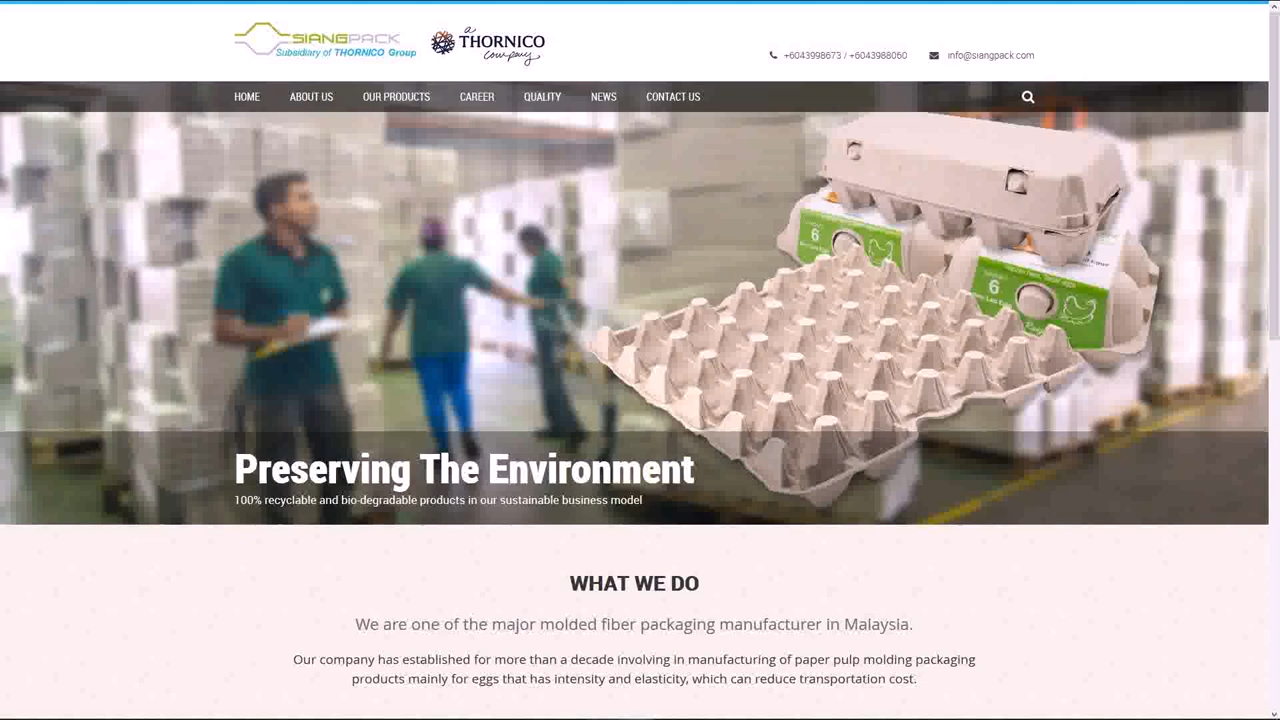 SIANGPACK
Subsidiary of THORNICO Group
a
THORNICO
company
+6043998673 / +6043988060
info@siangpack.com
HOME
ABOUT US
OUR PRODUCTS
CAREER
QUALITY
NEWS
CONTACT US
6
6
Preserving The Environment
100% recyclable and bio-degradable products in our sustainable business model
WHAT WE DO
We are one of the major molded fiber packaging manufacturer in Malaysia.
Our company has established for more than a decade involving in manufacturing of paper pulp molding packaging
products mainly for eggs that has intensity and elasticity, which can reduce transportation cost.